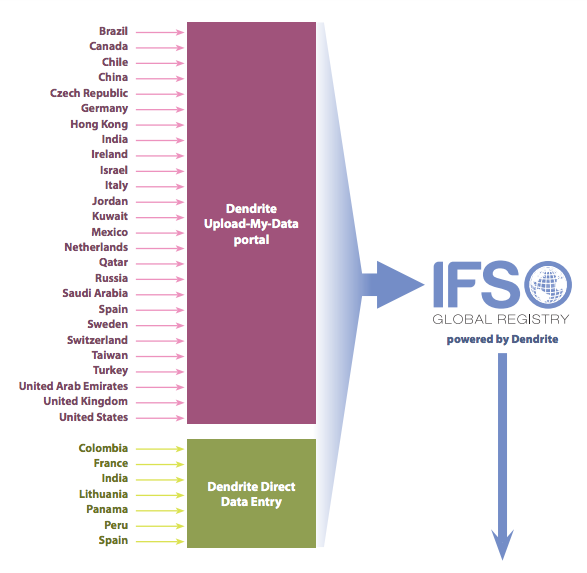 Brazil
Canada
Chile
China
Czech Republic
Germany
Hong Kong
India
Ireland
Israel
Italy
Jordan
Kuwait
Mexico
Netherlands
Qatar
Russia
Saudi Arabia
Spain
Sweden
Switzerland
Taiwan
Turkey
United Arab Emirates
United Kingdom
United States
Dendrite
Upload-My-Data
portal
Colombia
France
India
Lithuania
Panama
Peru
Spain
Dendrite Direct
Data Entry
IFSO
GLOBAL REGISTRY
powered by Dendrite